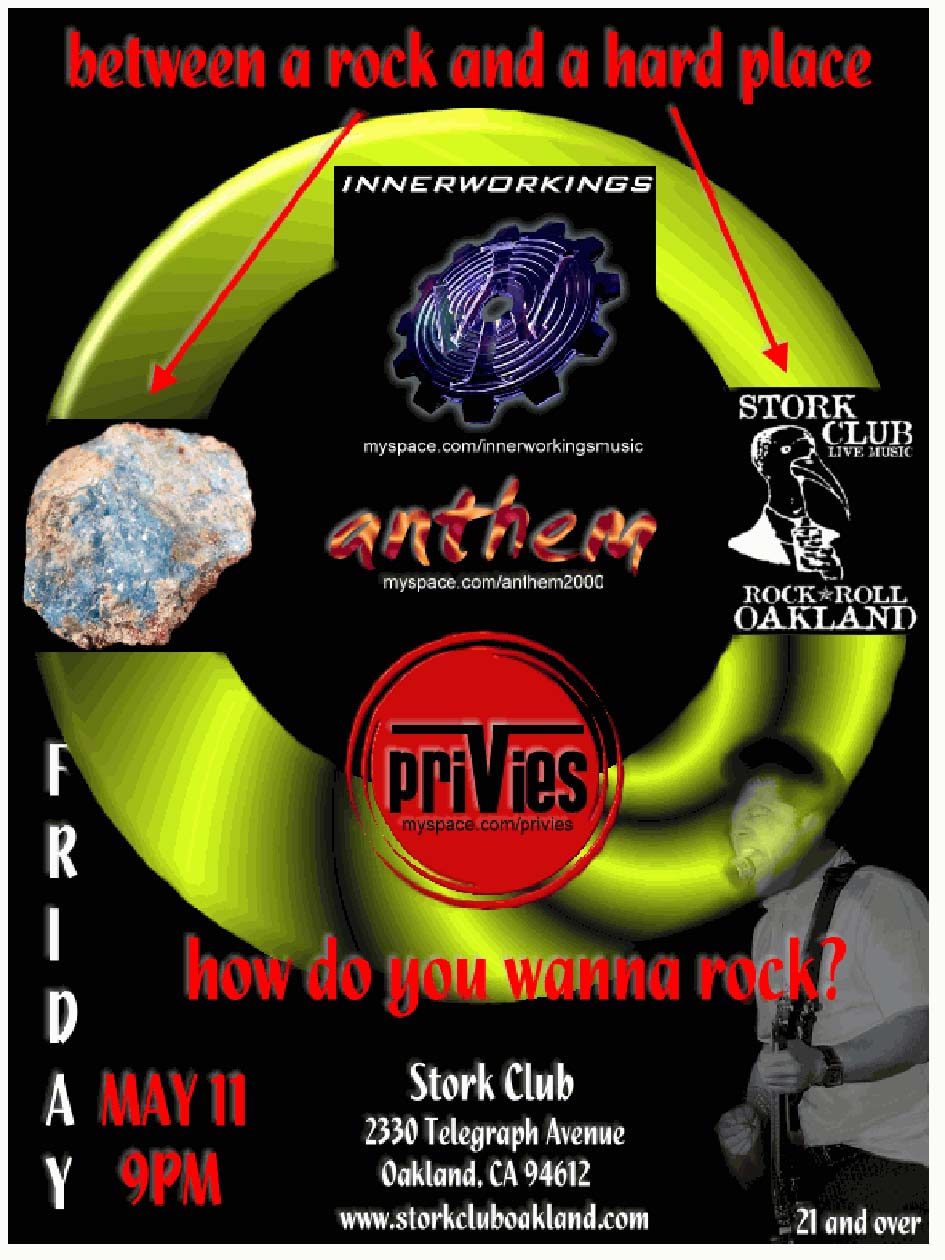 between a rock and a hard place
INNERWORKINGS
myspace.com/innerworkingsmusic
STORK
CLUB
LIVE MUSIC
ROCK★ROLL
OAKLAND
anthem
myspace.com/anthem2000
priVies
myspace.com/privies
how do you wanna rock?
FRIDAY
MAY 11
9PM
Stork Club
2330 Telegraph Avenue
Oakland, CA 94612
www.storkcluboakland.com
21 and over